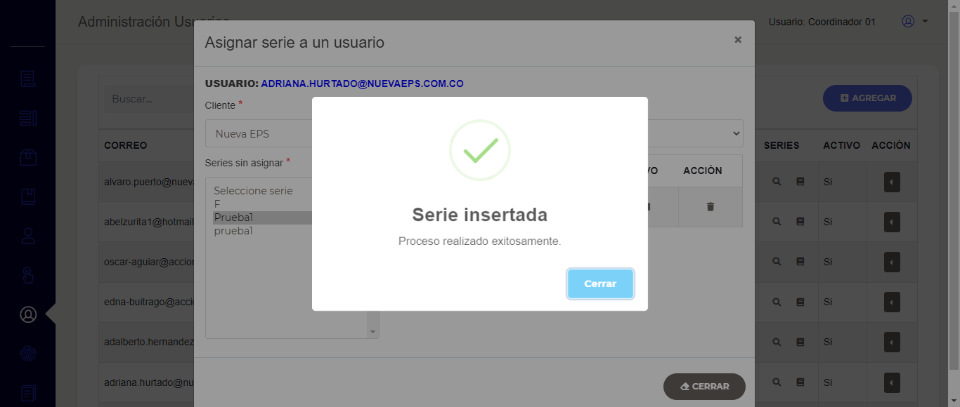 Administración Usuarios
Usuario: Coordinador 01
Asignar serie a un usuario
×
USUARIO: ADRIANA.HURTADO@NUEVAEPS.COM.CO
Buscar...
AGREGAR
Cliente *
Nueva EPS
CORREO
SERIES ACTIVO ACCIÓN
Series sin asignar *
ACCIÓN
Seleccione serie
F
Prueba1
prueba1
Serie insertada
Proceso realizado exitosamente.
Cerrar
alvaro.puerto@nueva
Si
abelzurita1@hotmail
Si
oscar-aguiar@accion
Si
edna-buitrago@accio
Si
adalberto.hernandez
Si
adriana.hurtado@nu
Si
CERRAR